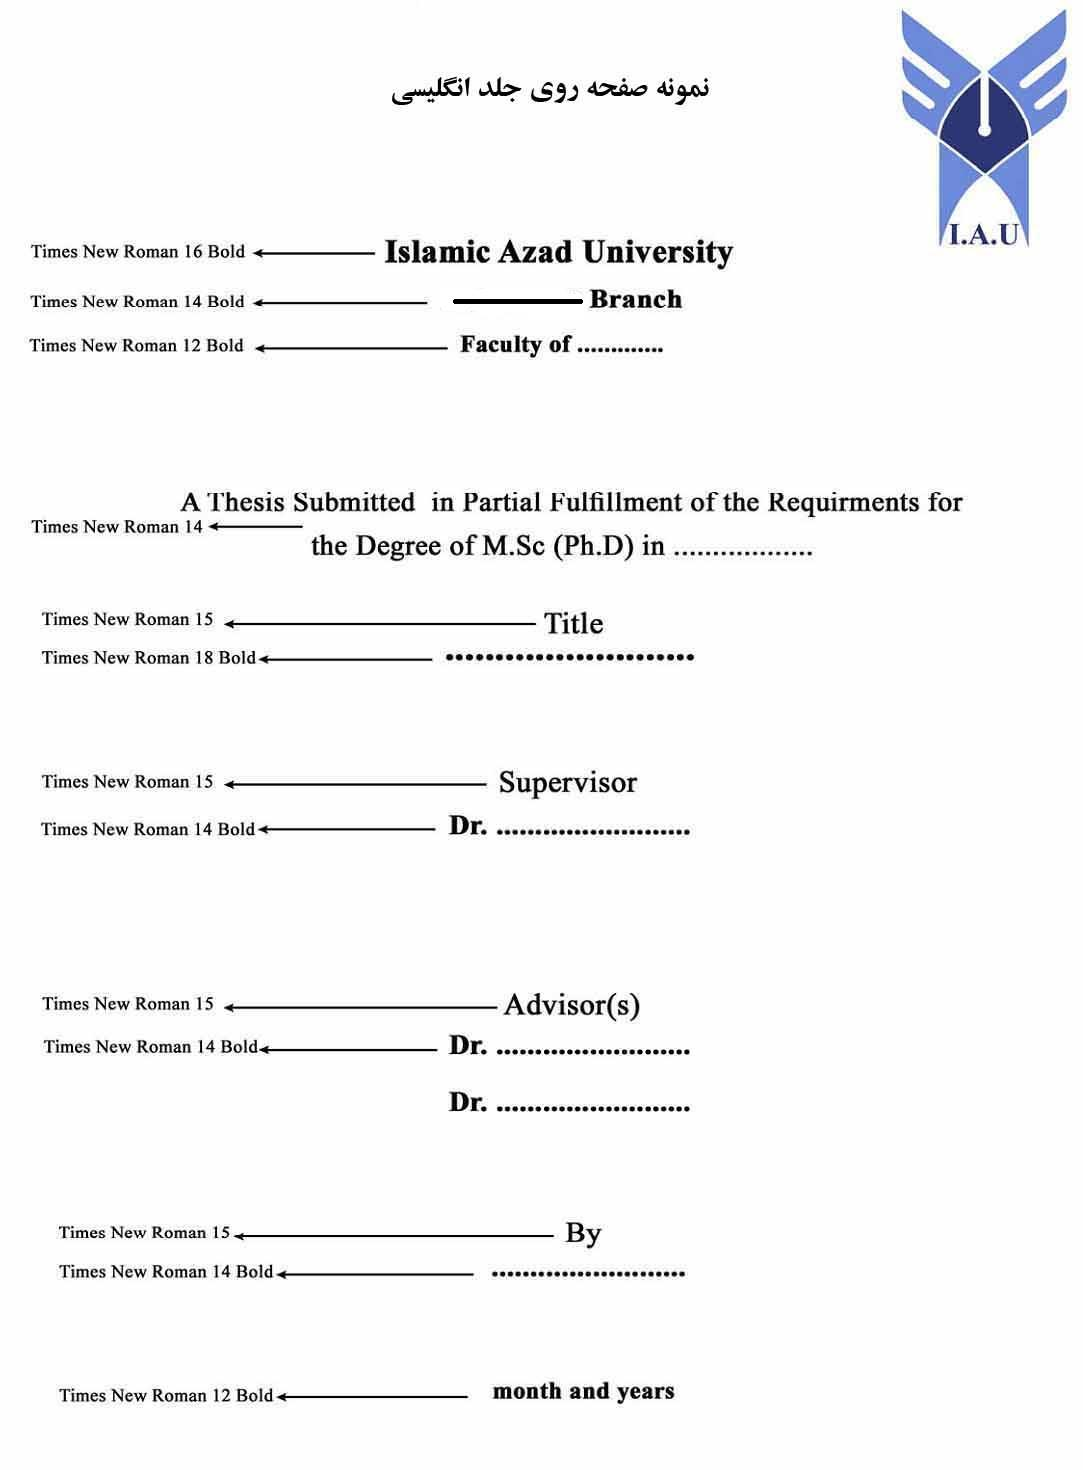 نمونه صفحه روی جلد انگلیسی
I.A.U
Times New Roman 16 Bold Islamic Azad University
Times New Roman 14 Bold Branch
Times New Roman 12 Bold Faculty of .............
A Thesis Submitted in Partial Fulfillment of the Requirments for
Times New Roman 14
the Degree of M.Sc (Ph.D) in ..................
Times New Roman 15 Title
Times New Roman 18 Bold .........................
Times New Roman 15 Supervisor
Times New Roman 14 Bold Dr. .........................
Times New Roman 15 Advisor(s)
Times New Roman 14 Bold Dr. .........................
Dr. .........................
Times New Roman 15 By
Times New Roman 14 Bold .........................
Times New Roman 12 Bold month and years